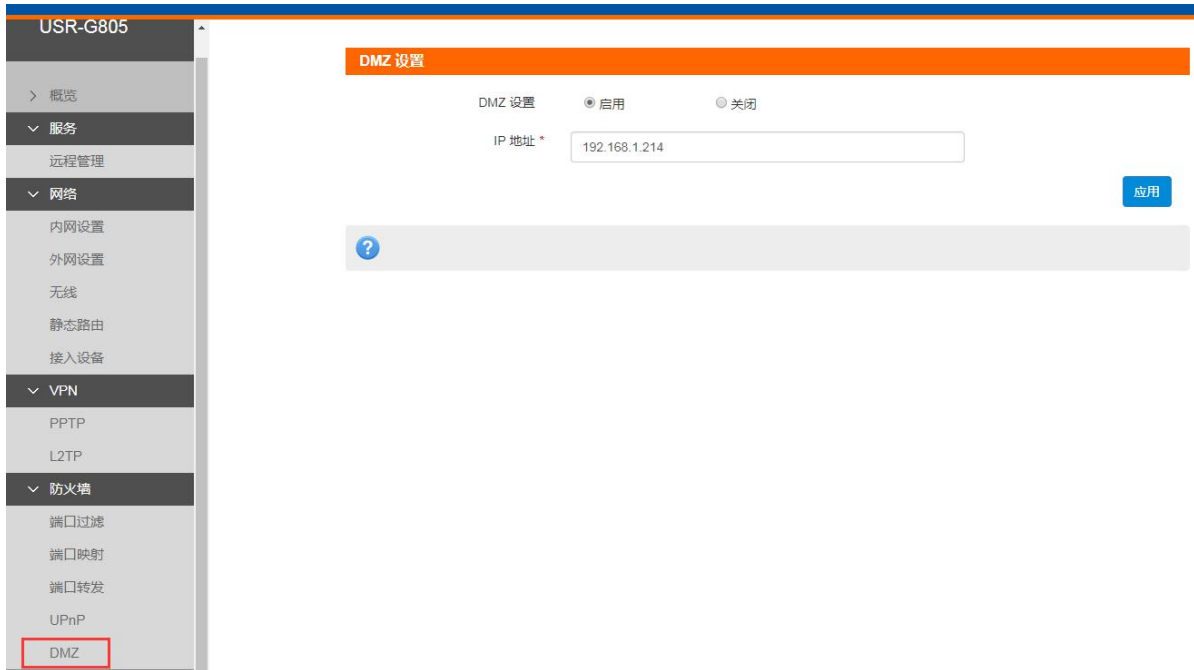 USR-G805
概览
服务
远程管理
网络
内网设置
外网设置
无线
静态路由
接入设备
VPN
PPTP
L2TP
防火墙
端口过滤
端口映射
端口转发
UPnP
DMZ
DMZ 设置
DMZ 设置 启用 关闭
IP 地址 * 192.168.1.214
应用